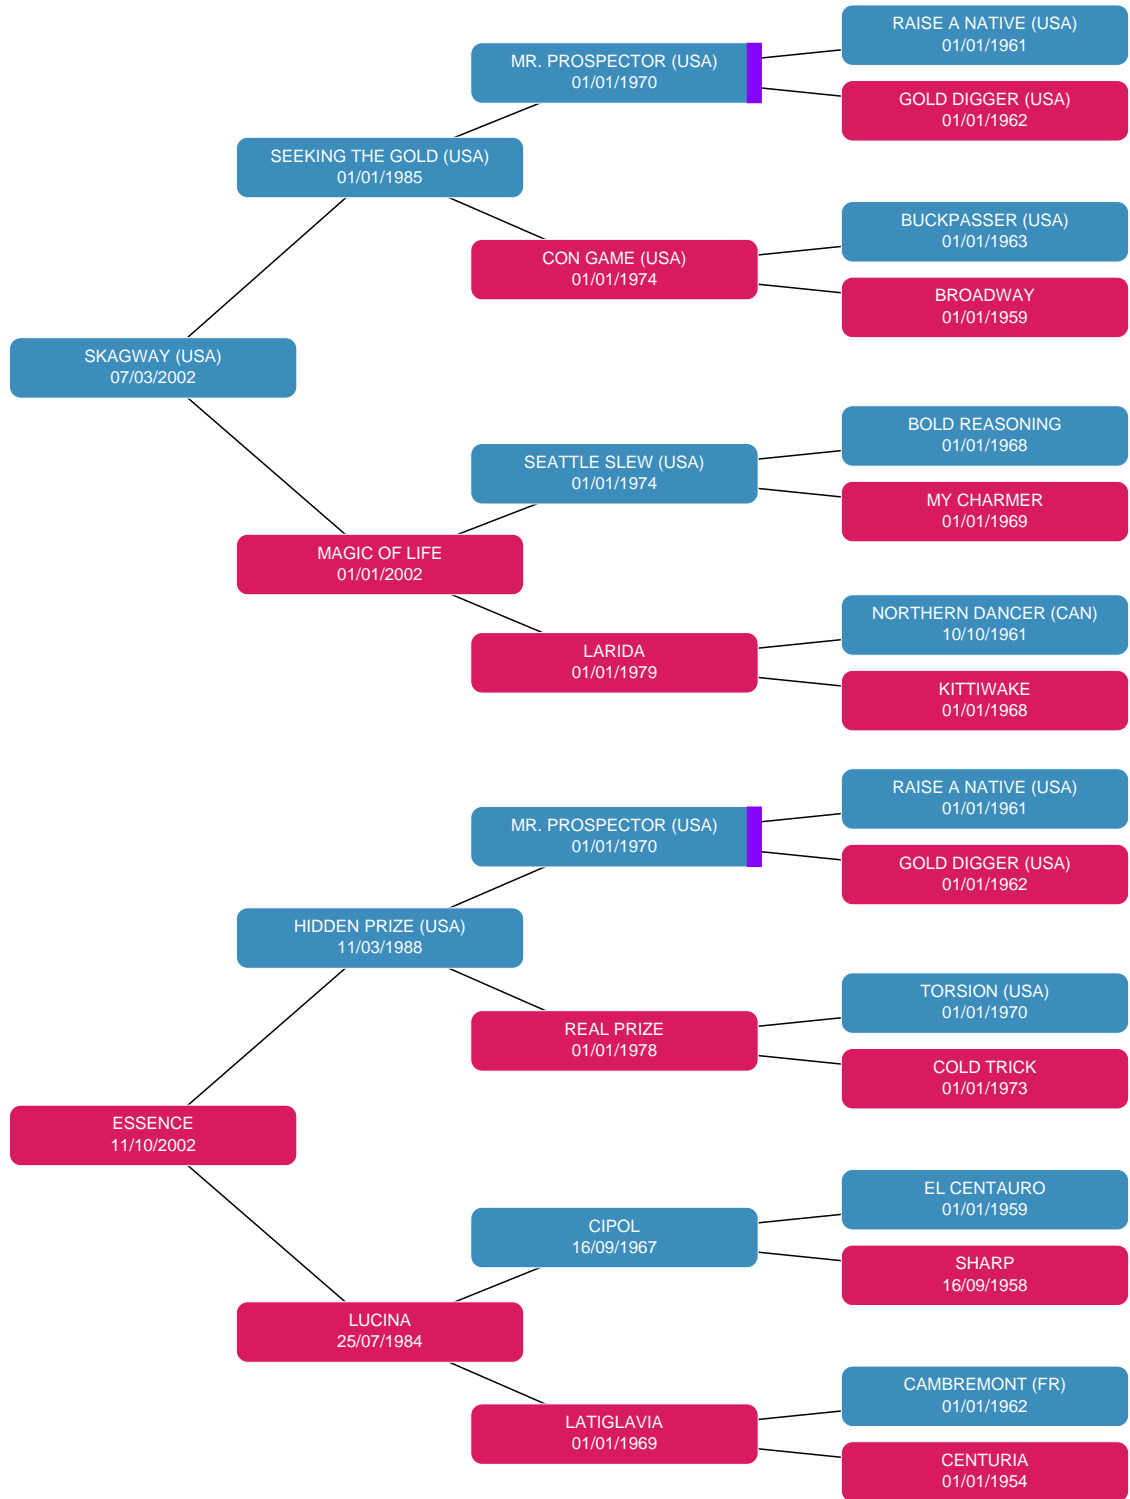 RAISE A NATIVE (USA)
01/01/1961
MR. PROSPECTOR (USA)
01/01/1970
GOLD DIGGER (USA)
01/01/1962
SEEKING THE GOLD (USA)
01/01/1985
BUCKPASSER (USA)
01/01/1963
CON GAME (USA)
01/01/1974
BROADWAY
01/01/1959
SKAGWAY (USA)
07/03/2002
BOLD REASONING
01/01/1968
SEATTLE SLEW (USA)
01/01/1974
MY CHARMER
01/01/1969
MAGIC OF LIFE
01/01/2002
NORTHERN DANCER (CAN)
10/10/1961
LARIDA
01/01/1979
KITTIWAKE
01/01/1968
RAISE A NATIVE (USA)
01/01/1961
MR. PROSPECTOR (USA)
01/01/1970
GOLD DIGGER (USA)
01/01/1962
HIDDEN PRIZE (USA)
11/03/1988
TORSION (USA)
01/01/1970
REAL PRIZE
01/01/1978
COLD TRICK
01/01/1973
ESSENCE
11/10/2002
EL CENTAURO
01/01/1959
CIPOL
16/09/1967
SHARP
16/09/1958
LUCINA
25/07/1984
CAMBREMONT (FR)
01/01/1962
LATIGLAVIA
01/01/1969
CENTURIA
01/01/1954